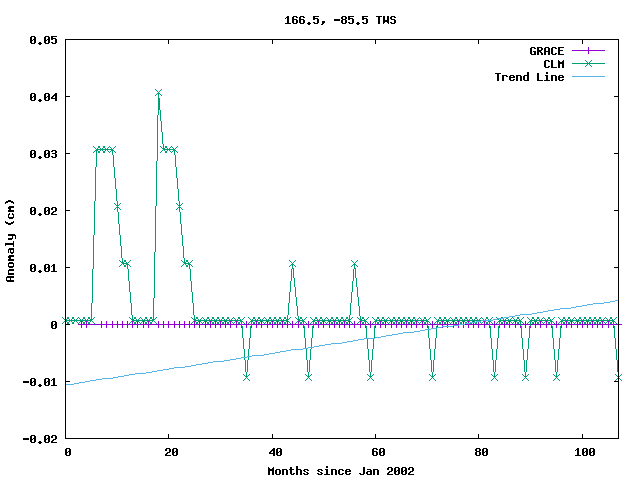 166.5, -85.5 TWS
0.05
0.04
0.03
0.02
0.01
0
-0.01
-0.02
Anomaly (cm)
GRACE
CLM
Trend Line
0 20 40 60 80 100
Months since Jan 2002